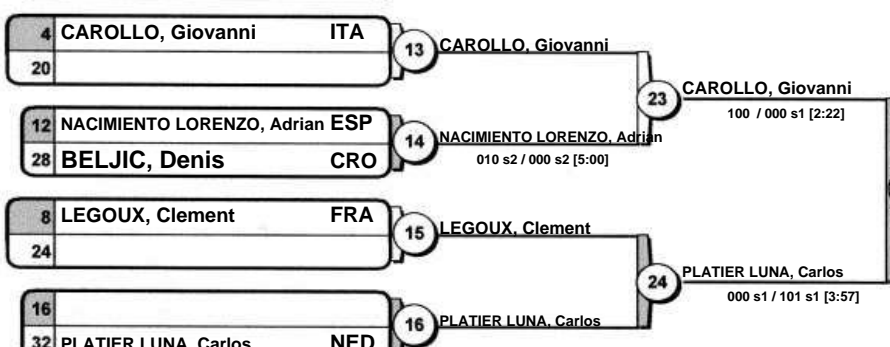 4 CAROLLO, Giovanni ITA
20
13 CAROLLO, Giovanni
23 CAROLLO, Giovanni
100 / 000 s1 [2:22]
12 NACIMIENTO LORENZO, Adrian ESP
28 BELJIC, Denis CRO
14 NACIMIENTO LORENZO, Adrian
010 s2 / 000 s2 [5:00]
8 LEGOUX, Clement FRA
24
15 LEGOUX, Clement
24 PLATIER LUNA, Carlos
000 s1 / 101 s1 [3:57]
16
32 PLATIER LUNA, Carlos NED
16 PLATIER LUNA, Carlos